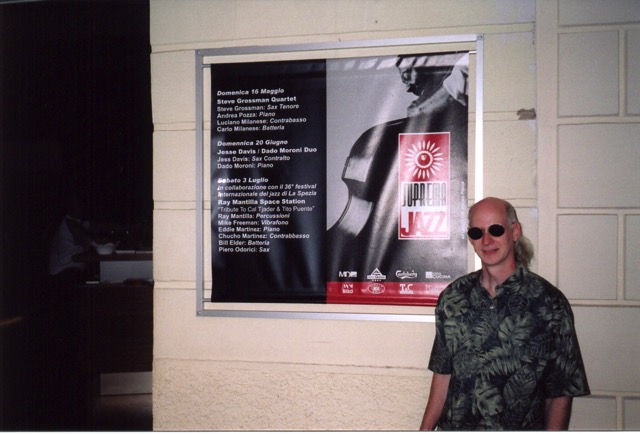 Domenica 16 Maggio
Steve Grossman Quartet
Steve Grossman: Sax Tenore
Andrea Pozza: Piano
Luciano Milanese: Contrabbasso
Carlo Milanese: Batteria
Domennica 20 Giugno
Jesse Davis / Dado Moroni Duo
Jess Davis: Sax Contralto
Dado Moroni: Piano
Sabato 3 Luglio
in collaborazione con il 36° festival
internazionale del jazz di La Spezia
Ray Mantilla Space Station
"Tribute To Cal Tjader & Tito Puente"
Ray Mantilla: Percussioni
Mike Freeman: Vibrafono
Eddie Martinez: Piano
Chucho Martinez: Contrabbasso
Bill Elder: Batteria
Piero Odorici: Sax
SUPREMO
JAZZ
Carlsberg